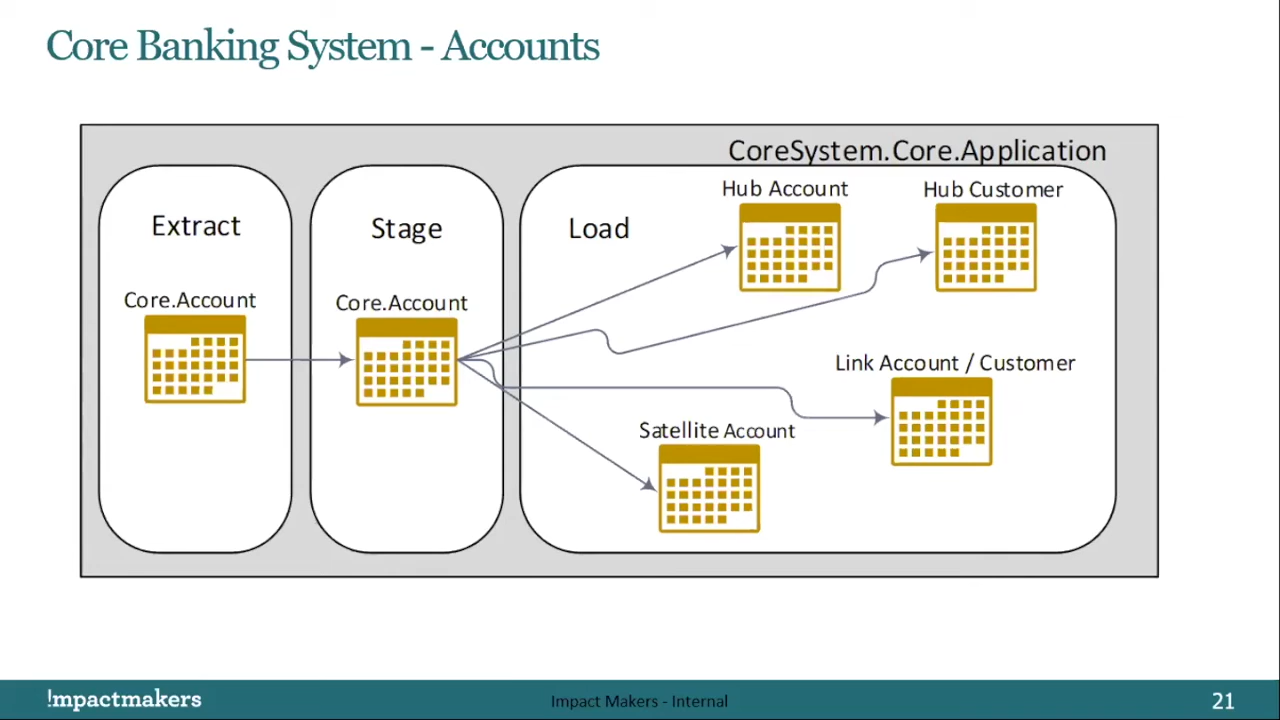 Core Banking System - Accounts
CoreSystem.Core.Application
Extract
Core.Account
Stage
Core.Account
Load
Hub Account
Hub Customer
Link Account / Customer
Satellite Account
!mpactmakers
Impact Makers - Internal
21